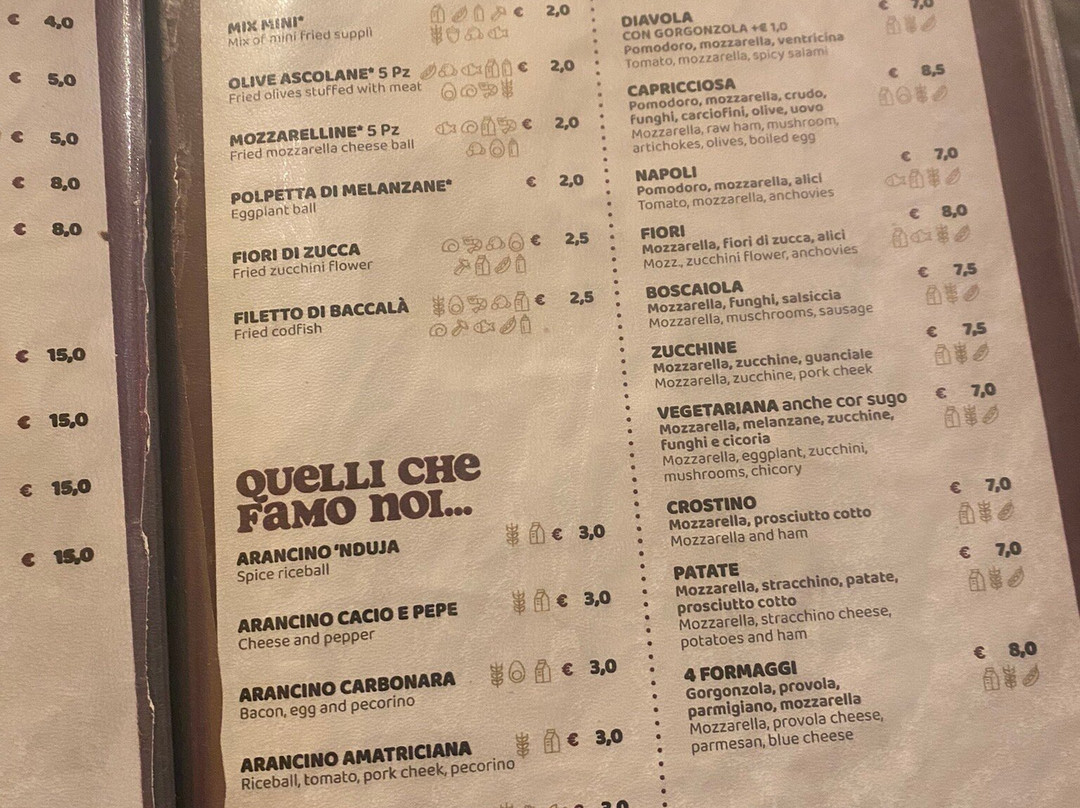 € 4,0
€ 5,0
€ 5,0
€ 8,0
€ 8,0
€ 15,0
€ 15,0
€ 15,0
€ 15,0
MIX MINI* € 2,0
Mix of mini fried supplì
OLIVE ASCOLANE* 5 Pz € 2,0
Fried olives stuffed with meat
MOZZARELLINE* 5 Pz € 2,0
Fried mozzarella cheese ball
POLPETTA DI MELANZANE* € 2,0
Eggplant ball
FIORI DI ZUCCA € 2,5
Fried zucchini flower
FILETTO DI BACCALÀ € 2,5
Fried codfish
QUELLI CHE
FAMO NOI...
ARANCINO 'NDUJA € 3,0
Spice riceball
ARANCINO CACIO E PEPE € 3,0
Cheese and pepper
ARANCINO CARBONARA € 3,0
Bacon, egg and pecorino
ARANCINO AMATRICIANA € 3,0
Riceball, tomato, pork cheek, pecorino
DIAVOLA € 7,0
CON GORGONZOLA +€ 1,0
Pomodoro, mozzarella, ventricina
Tomato, mozzarella, spicy salami
CAPRICCIOSA € 8,5
Pomodoro, mozzarella, crudo,
funghi, carciofini, olive, uovo
Mozzarella, raw ham, mushroom,
artichokes, olives, boiled egg
NAPOLI € 7,0
Pomodoro, mozzarella, alici
Tomato, mozzarella, anchovies
FIORI € 8,0
Mozzarella, fiori di zucca, alici
Mozz., zucchini Flower, anchovies
BOSCAIOLA € 7,5
Mozzarella, funghi, salsiccia
Mozzarella, muschrooms, sausage
ZUCCHINE € 7,5
Mozzarella, zucchine, guanciale
Mozzarella, zucchine, pork cheek
VEGETARIANA anche cor sugo € 7,0
Mozzarella, melanzane, zucchine,
funghi e cicoria
Mozzarella, eggplant, zucchini,
mushrooms, chicory
CROSTINO € 7,0
Mozzarella, prosciutto cotto
Mozzarella and ham
PATATE € 7,0
Mozzarella, stracchino, patate,
prosciutto cotto
Mozzarella, stracchino cheese,
potatoes and ham
4 FORMAGGI € 8,0
Gorgonzola, provola,
parmigiano, mozzarella
Mozzarella, provola cheese,
parmesan, blue cheese